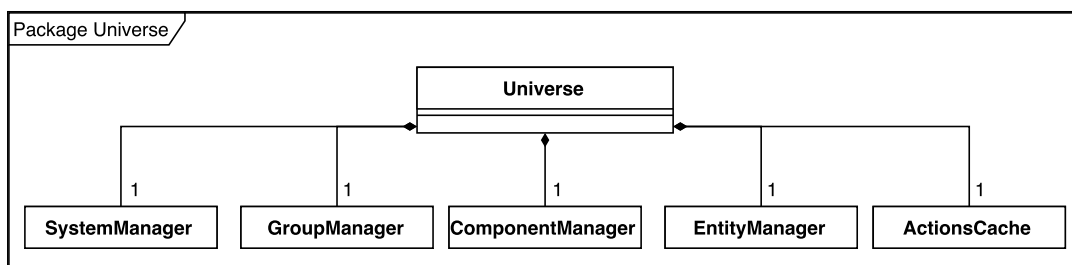 Package Universe
Universe
1 1 1 1 1
SystemManager GroupManager ComponentManager EntityManager ActionsCache